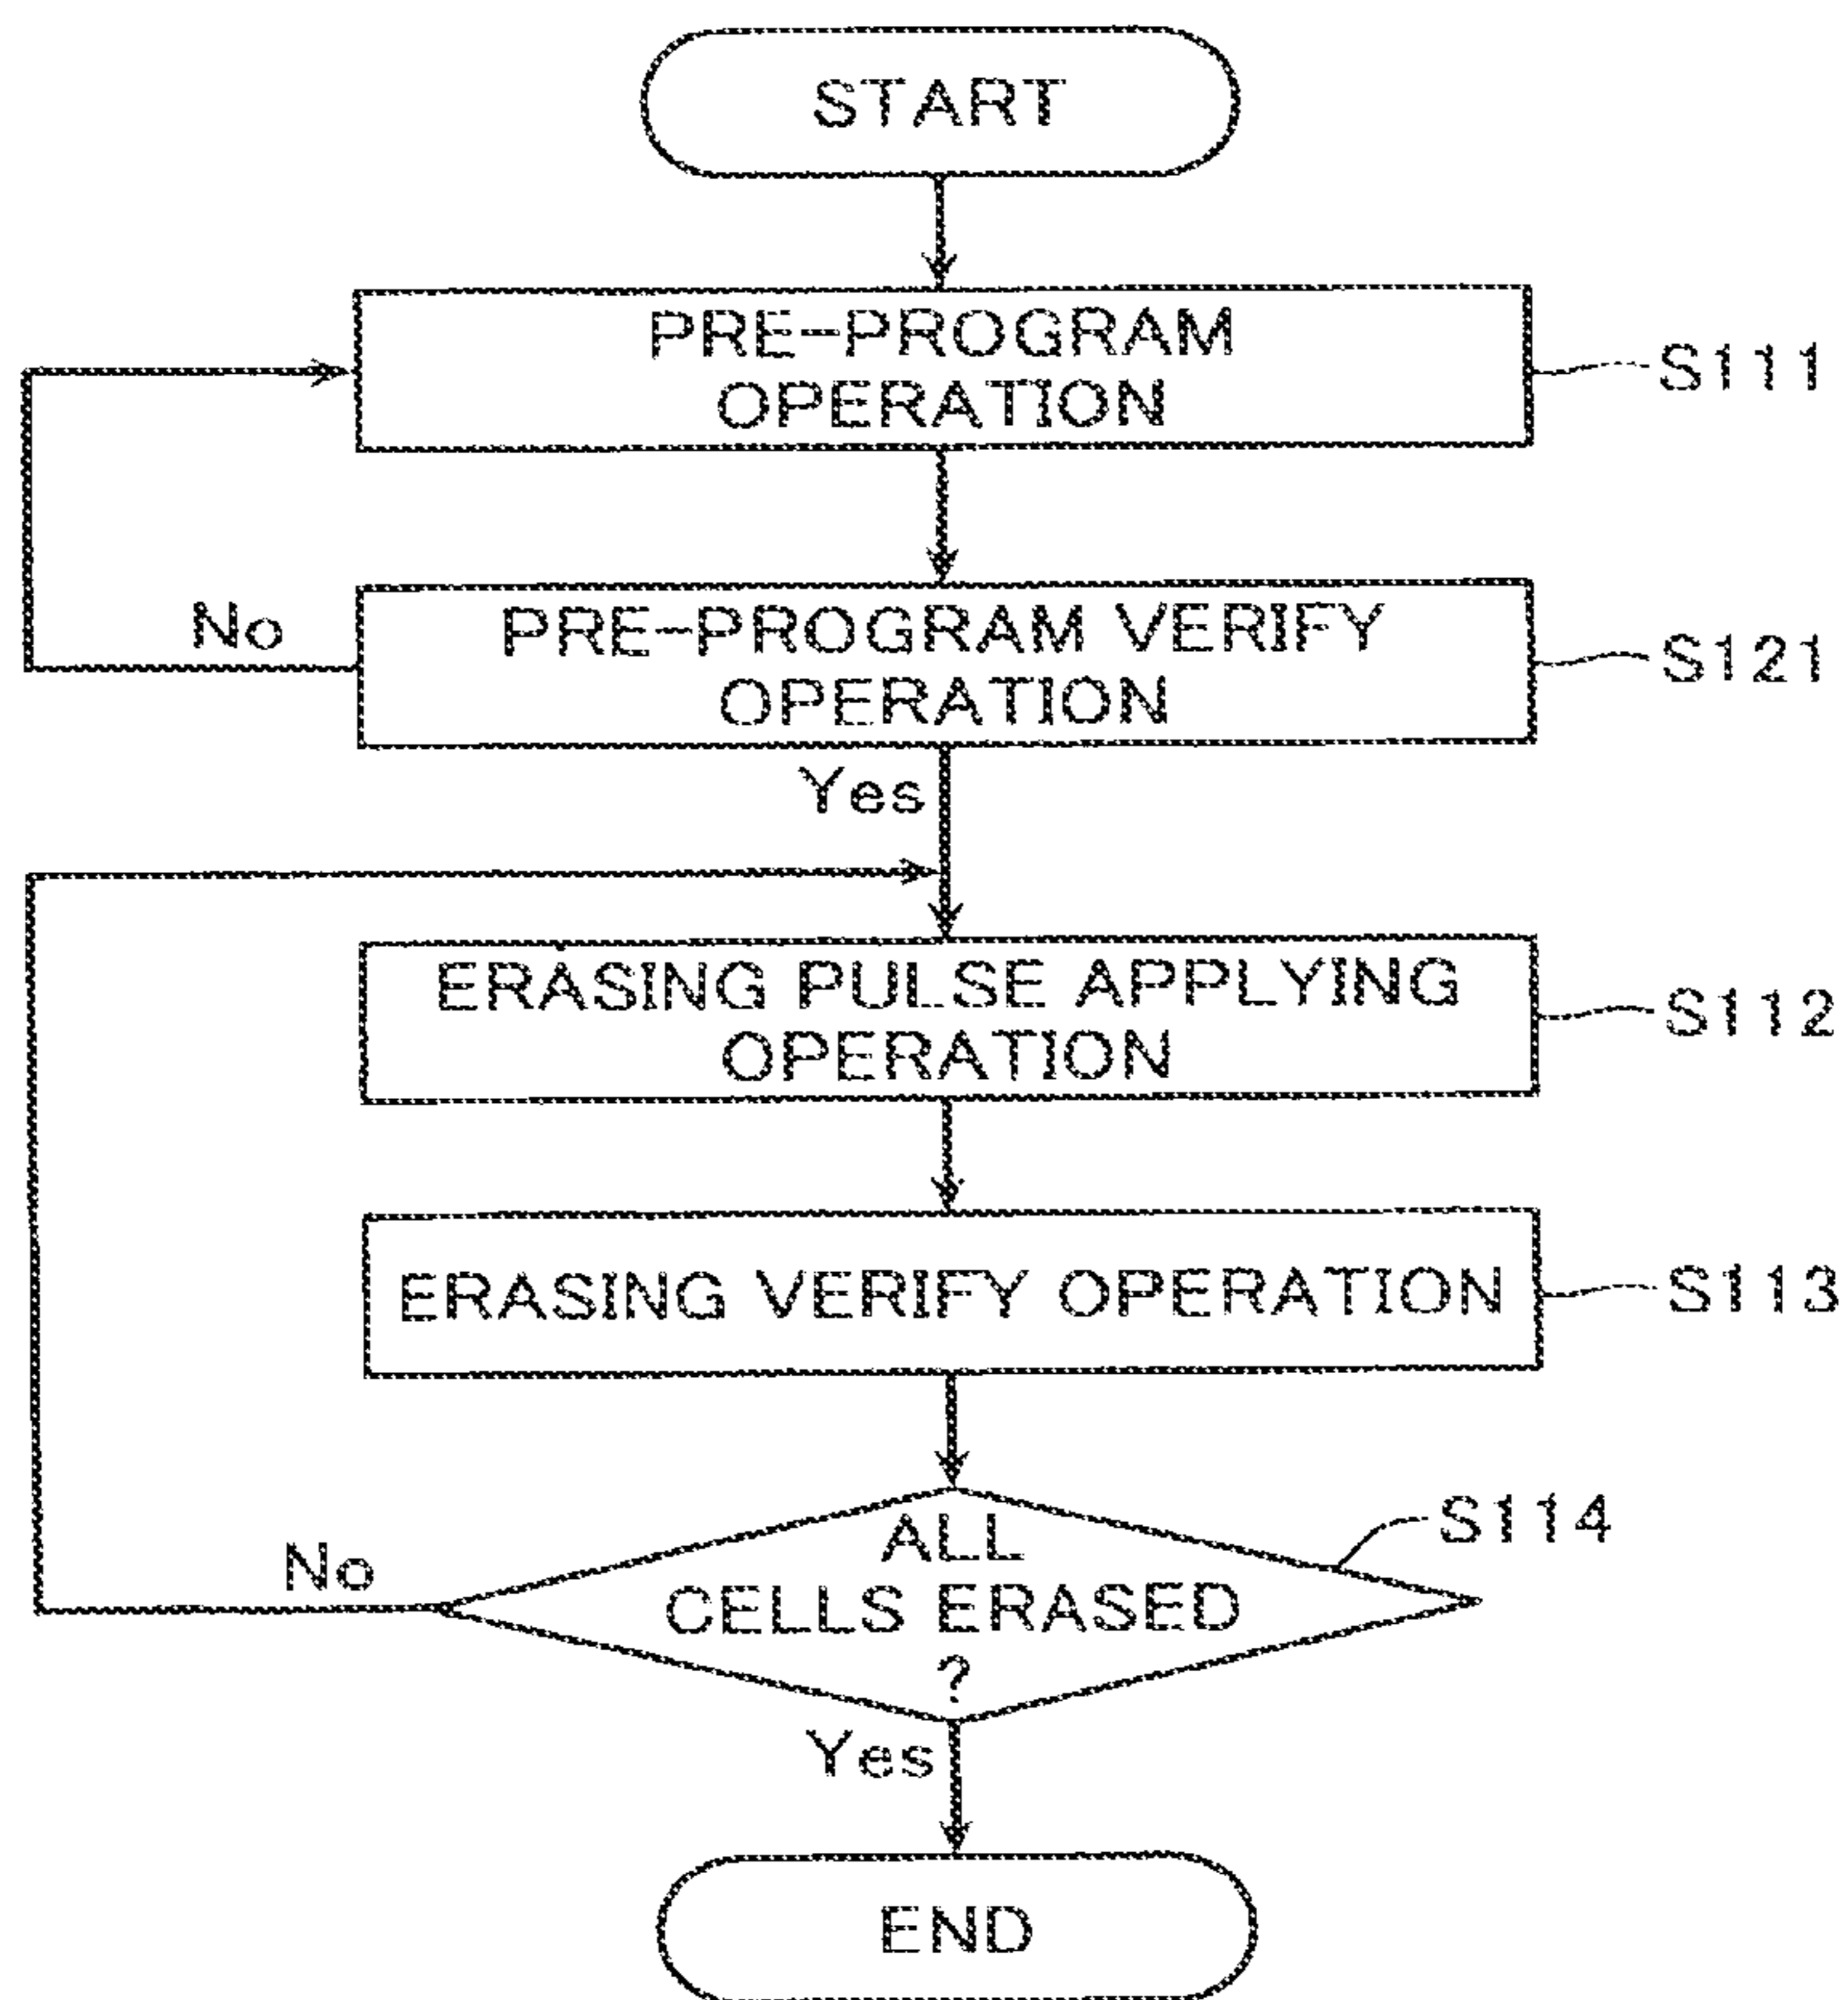 START
PRE-PROGRAM
OPERATION
S111
No
PRE-PROGRAM VERIFY
OPERATION
S121
Yes
ERASING PULSE APPLYING
OPERATION
S112
ERASING VERIFY OPERATION
S113
ALL
CELLS ERASED
?
S114
No
Yes
END